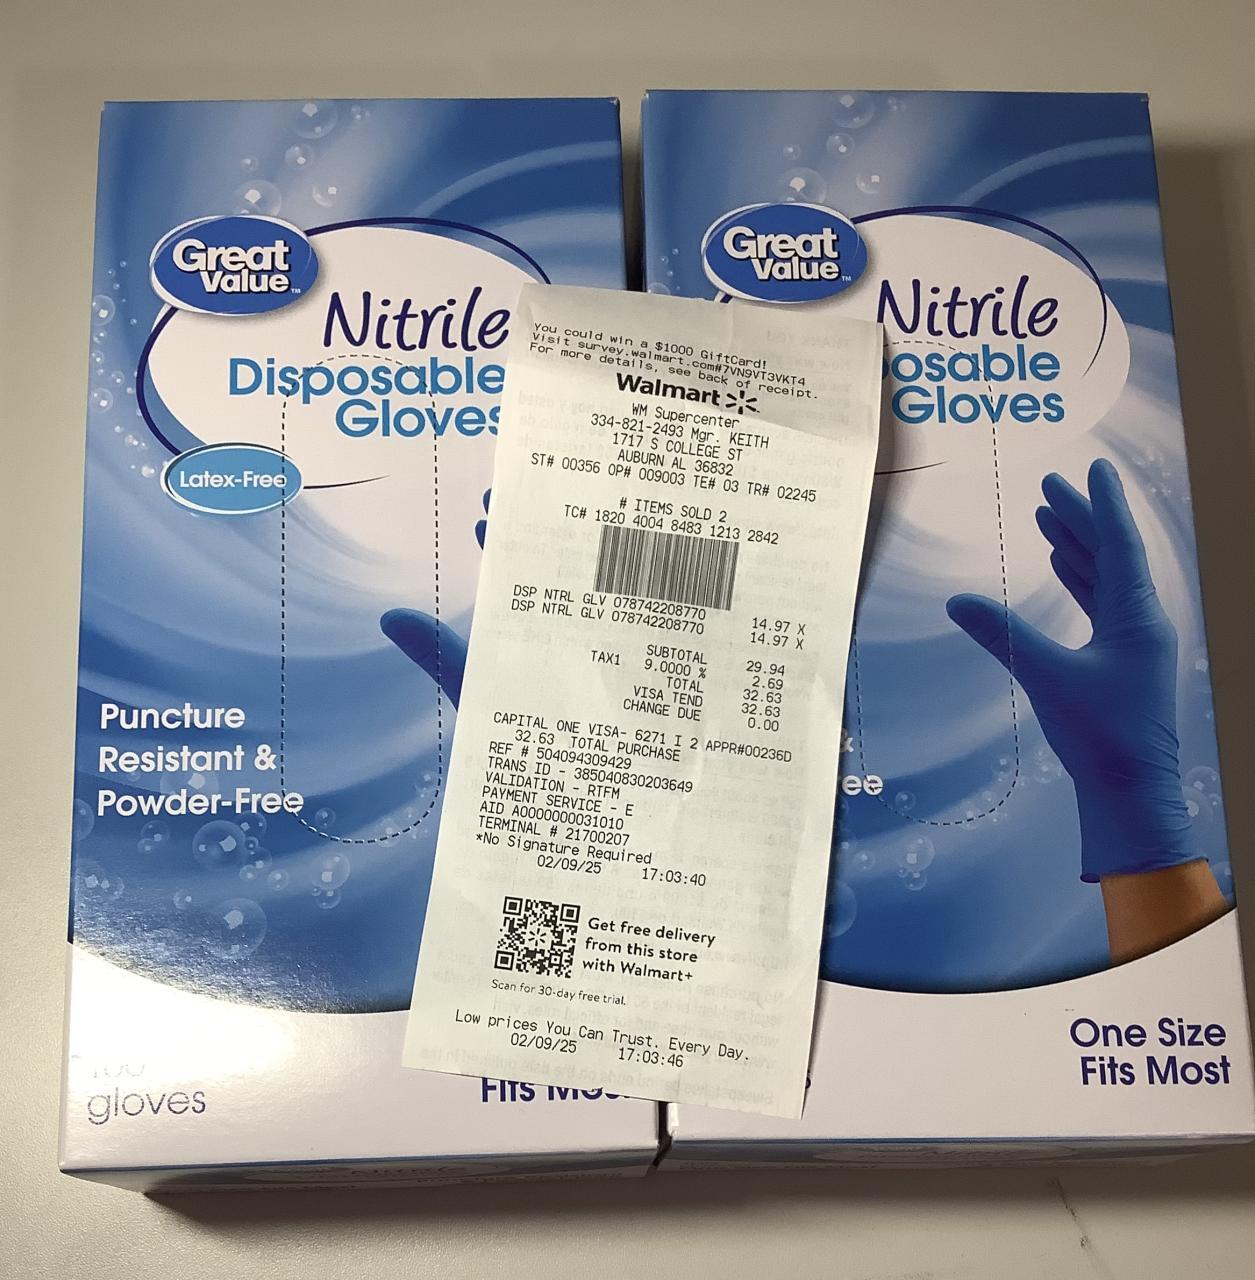 Great
Value™
Nitrile
Disposable
Gloves
Latex-Free
Puncture
Resistant &
Powder-Free
gloves
Fits
Great
Value™
Nitrile
Gloves
&
One Size
Fits Most
You could win a $1000 GiftCard!
Visit survey.walmart.com#7VN9VT3VKT4
For more details, see back of receipt.
Walmart
WM Supercenter
334-821-2493 Mgr. KEITH
1717 S COLLEGE ST
AUBURN AL 36832
ST# 00356 OP# 009003 TE# 03 TR# 02245
# ITEMS SOLD 2
TC# 1820 4004 8483 1213 2842
DSP NTRL GLV 078742208770 14.97 X
DSP NTRL GLV 078742208770 14.97 X
SUBTOTAL 29.94
TAX1 9.0000 % 2.69
TOTAL 32.63
VISA TEND 32.63
CHANGE DUE 0.00
CAPITAL ONE VISA- 6271 I 2 APPR#00236D
32.63 TOTAL PURCHASE
REF # 504094309429
TRANS ID - 385040830203649
VALIDATION - RTFM
PAYMENT SERVICE - E
AID A0000000031010
TERMINAL # 21700207
*No Signature Required
02/09/25 17:03:40
Get free delivery
from this store
with Walmart+
Scan for 30-day free trial.
Low prices You Can Trust. Every Day.
02/09/25 17:03:46